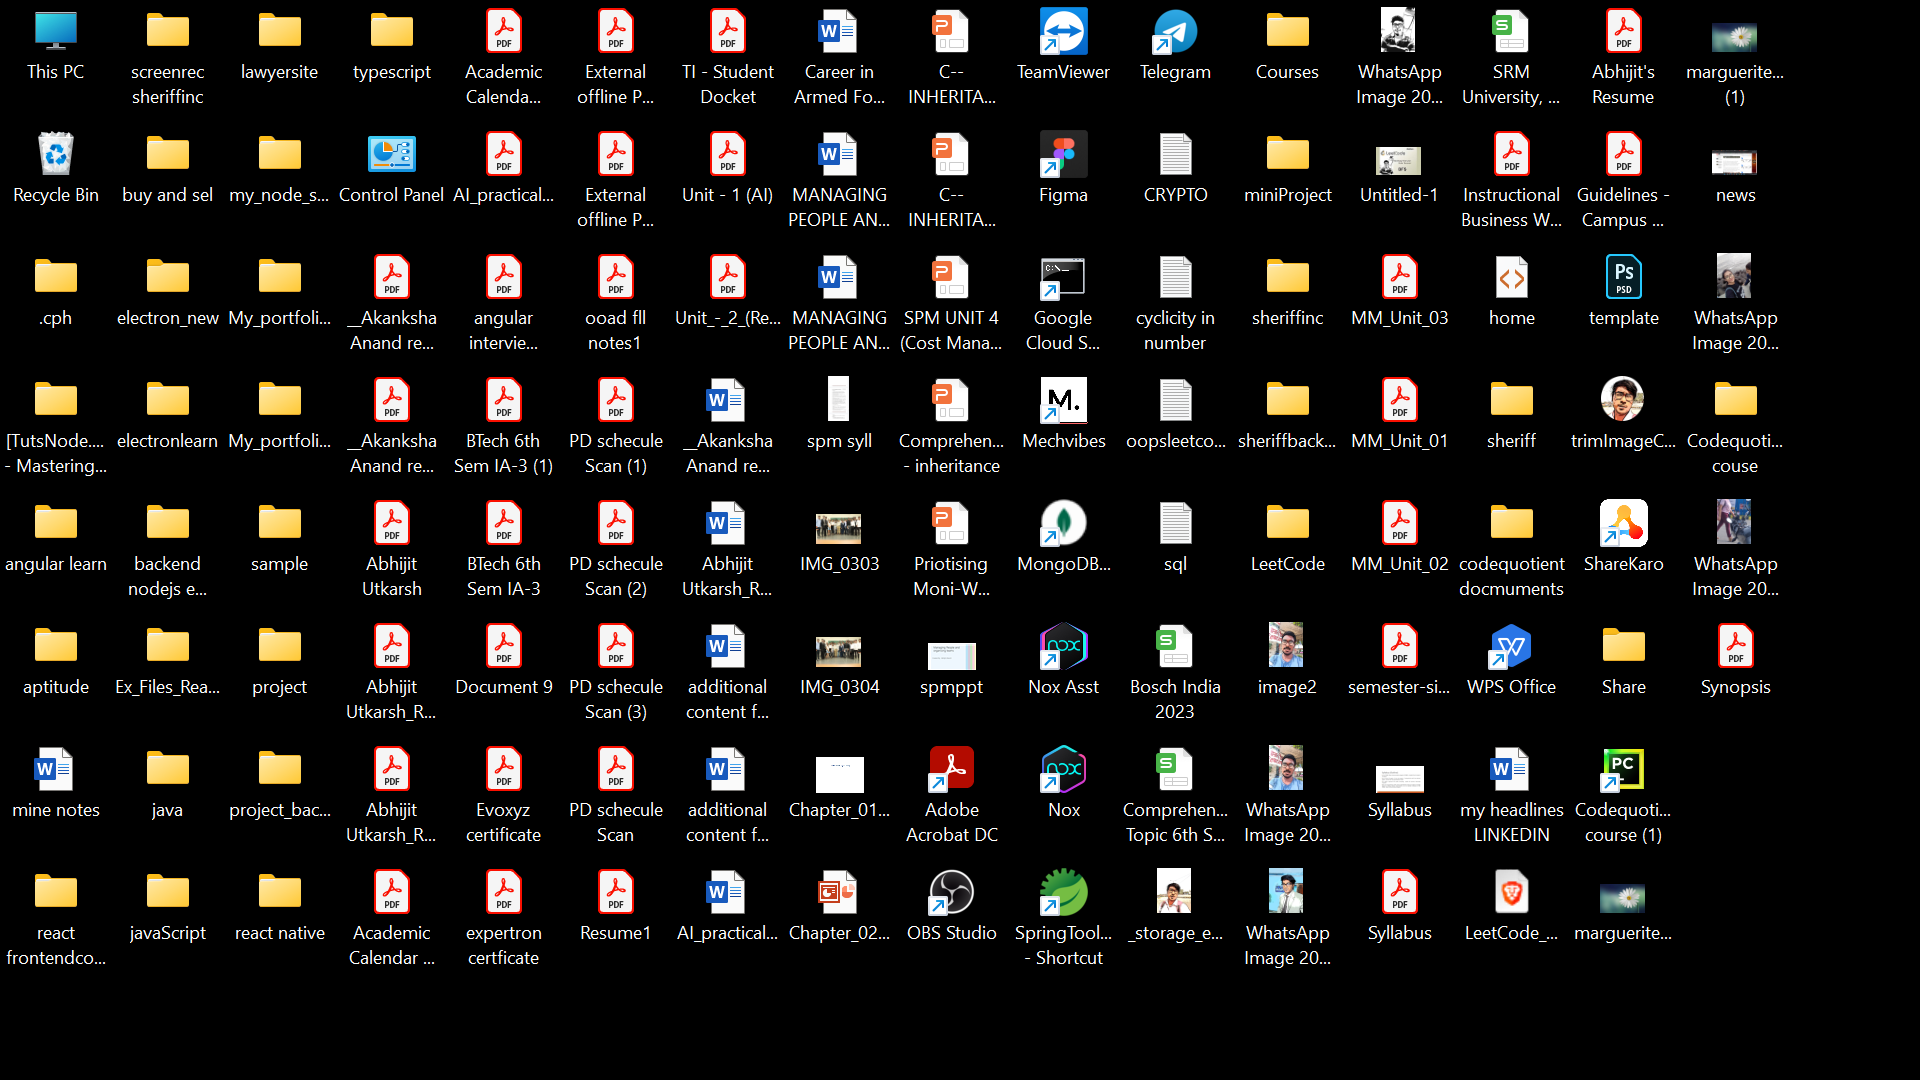 This PC
screenrec
sheriffinc
lawyersite
typescript
Academic
Calenda...
External
offline P...
TI - Student
Docket
Career in
Armed Fo...
C--
INHERITA...
TeamViewer
Telegram
Courses
WhatsApp
Image 20...
SRM
University, ...
Abhijit's
Resume
marguerite...
(1)
Recycle Bin
buy and sel
my_node_s...
Control Panel
AI_practical...
External
offline P...
Unit - 1 (AI)
MANAGING
PEOPLE AN...
C--
INHERITA...
Figma
CRYPTO
miniProject
Untitled-1
Instructional
Business W...
Guidelines -
Campus ...
news
.cph
electron_new
My_portfoli...
__Akanksha
Anand re...
angular
intervie...
ooad fll
notes1
Unit_-_2_(Re...
MANAGING
PEOPLE AN...
SPM UNIT 4
(Cost Mana...
Google
Cloud S...
cyclicity in
number
sheriffinc
MM_Unit_03
home
template
WhatsApp
Image 20...
[TutsNode....
- Mastering...
electronlearn
My_portfoli...
__Akanksha
Anand re...
BTech 6th
Sem IA-3 (1)
PD schecule
Scan (1)
__Akanksha
Anand re...
spm syll
Comprehen...
- inheritance
Mechvibes
oopsleetco...
sheriffback...
MM_Unit_01
sheriff
trimImageC...
Codequoti...
couse
angular learn
backend
nodejs e...
sample
Abhijit
Utkarsh
BTech 6th
Sem IA-3
PD schecule
Scan (2)
Abhijit
Utkarsh_R...
IMG_0303
Priotising
Moni-W...
MongoDB...
sql
LeetCode
MM_Unit_02
codequotient
docmuments
ShareKaro
WhatsApp
Image 20...
aptitude
Ex_Files_Rea...
project
Abhijit
Utkarsh_R...
Document 9
PD schecule
Scan (3)
additional
content f...
IMG_0304
spmppt
Nox Asst
Bosch India
2023
image2
semester-si...
WPS Office
Share
Synopsis
mine notes
java
project_bac...
Abhijit
Utkarsh_R...
Evoxyz
certificate
PD schecule
Scan
additional
content f...
Chapter_01...
Adobe
Acrobat DC
Nox
Comprehen...
Topic 6th S...
WhatsApp
Image 20...
Syllabus
my headlines
LINKEDIN
Codequoti...
course (1)
react
frontendco...
javaScript
react native
Academic
Calendar ...
expertron
certficate
Resume1
AI_practical...
Chapter_02...
OBS Studio
SpringTool...
- Shortcut
_storage_e...
WhatsApp
Image 20...
Syllabus
LeetCode_...
marguerite...